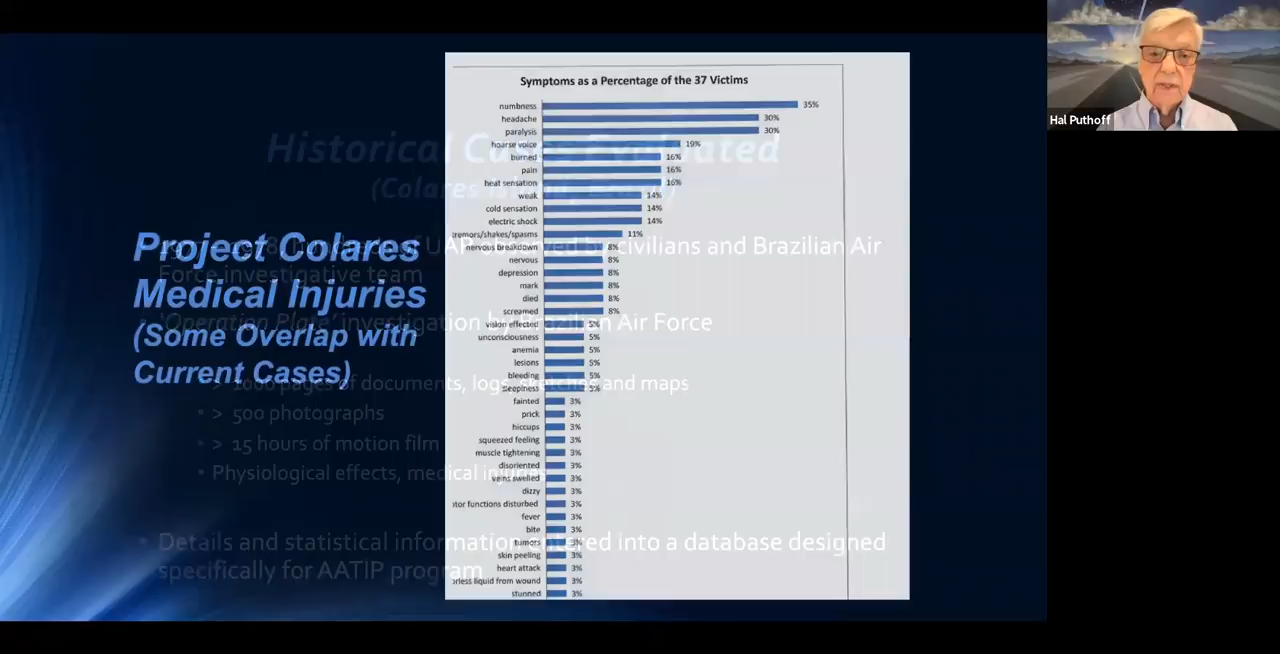 Historical Cases Evaluated
(Colares Island, Brazil)
UAP observed by civilians and Brazilian Air
Force investigative team
'Operation Plate' investigation by Brazilian Air Force
> 1000 pages of documents, logs, sketches and maps
• > 500 photographs
• > 15 hours of motion film
• Physiological effects, medical injuries
• Details and statistical information entered into a database designed
specifically for AATIP program
Project Colares
Medical Injuries
(Some Overlap with
Current Cases)
Symptoms as a Percentage of the 37 Victims
numbness 35%
headache 30%
paralysis 30%
hoarse voice 19%
burned 16%
pain 16%
heat sensation 16%
weak 14%
cold sensation 14%
electric shock 14%
tremors/shakes/spasms 11%
nervous breakdown 8%
nervous 8%
depression 8%
mark 8%
died 8%
screamed 8%
vision effected 5%
unconsciousness 5%
anemia 5%
lesions 5%
bleeding 5%
sleepiness 5%
fainted 3%
prick 3%
hiccups 3%
squeezed feeling 3%
muscle tightening 3%
disoriented 3%
veins swelled 3%
dizzy 3%
tor functions disturbed 3%
fever 3%
bite 3%
tumors 3%
skin peeling 3%
heart attack 3%
rless liquid from wound 3%
stunned 3%
Hal Puthoff